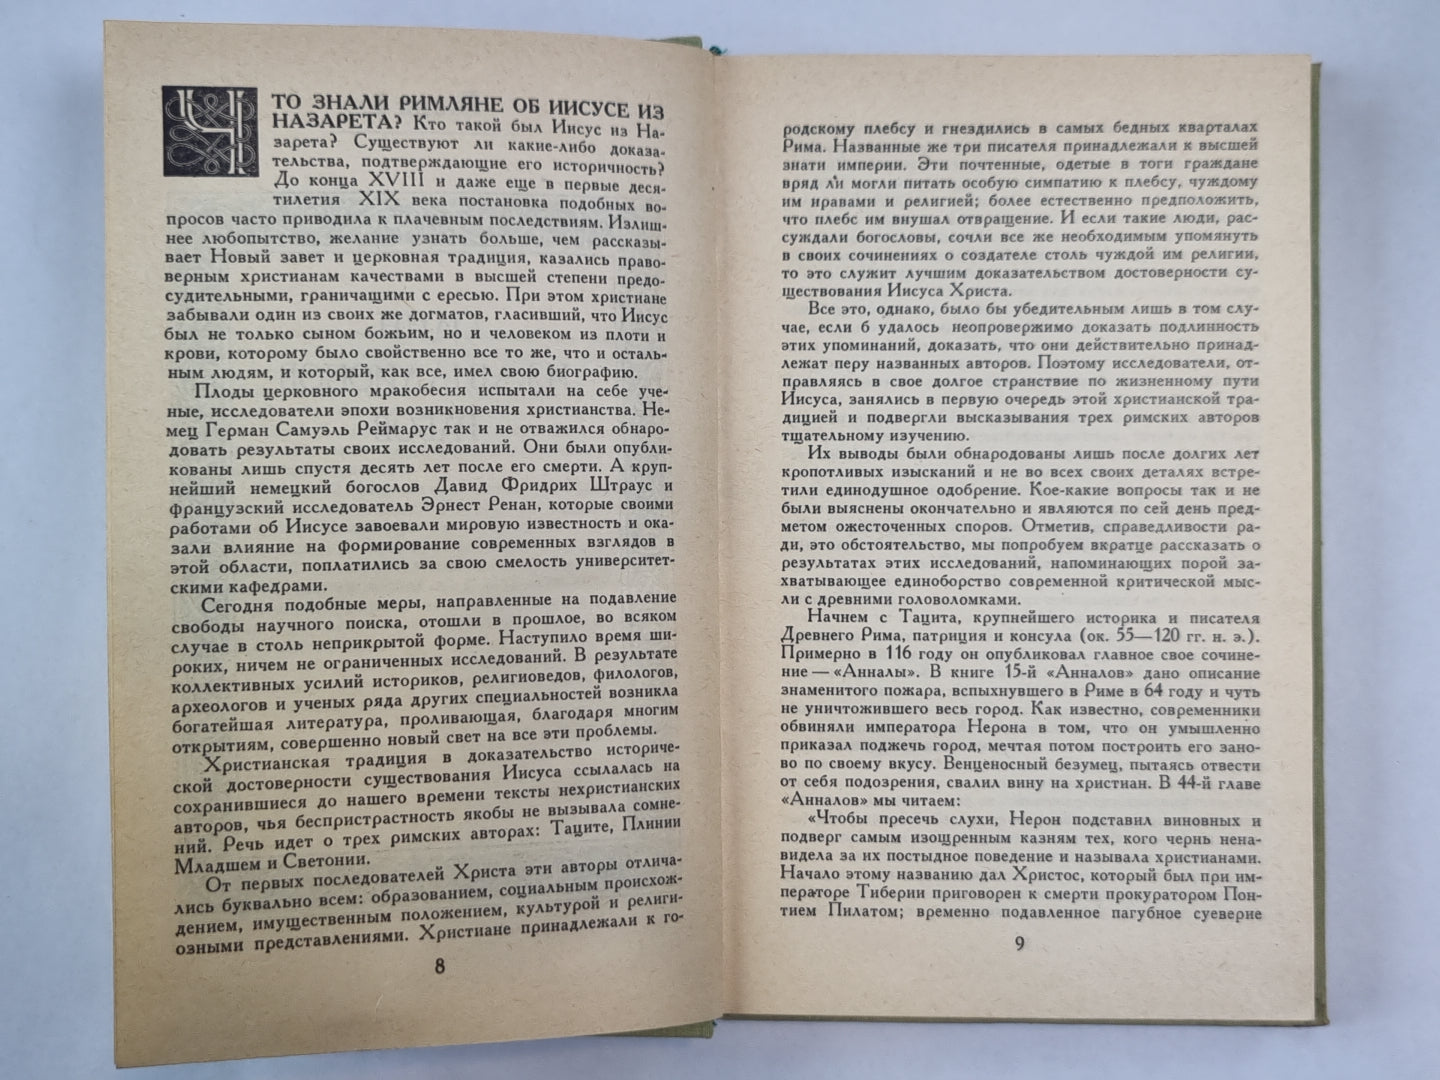 ЧТО ЗНАЛИ РИМЛЯНЕ ОБ ИИСУСЕ ИЗ
НАЗАРЕТА? Кто такой был Иисус из На-
зарета? Существуют ли какие-либо доказа-
тельства, подтверждающие его историчность?
До конца XVIII и даже еще в первые деся-
тилетия XIX века постановка подобных во-
просов часто приводила к плачевным последствиям. Излиш-
нее любопытство, желание узнать больше, чем рассказы-
вает Новый завет и церковная традиция, казались право-
верным христианам качествами в высшей степени предо-
судительными, граничащими с ересью. При этом христиане
забывали один из своих же догматов, гласивший, что Иисус
был не только сыном божьим, но и человеком из плоти и
крови, которому было свойственно все то же, что и осталь-
ным людям, и который, как все, имел свою биографию.
Плоды церковного мракобесия испытали на себе уче-
ные, исследователи эпохи возникновения христианства. Не-
мец Герман Самуэль Реймарус так и не отважился обнаро-
довать результаты своих исследований. Они были опубли-
кованы лишь спустя десять лет после его смерти. А круп-
нейший немецкий богослов Давид Фридрих Штраус и
французский исследователь Эрнест Ренан, которые своими
работами об Иисусе завоевали мировую известность и ока-
зали влияние на формирование современных взглядов в
этой области, поплатились за свою смелость университет-
скими кафедрами.
Сегодня подобные меры, направленные на подавление
свободы научного поиска, отошли в прошлое, во всяком
случае в столь неприкрытой форме. Наступило время ши-
роких, ничем не ограниченных исследований. В результате
коллективных усилий историков, религиоведов, филологов,
археологов и ученых ряда других специальностей возникла
богатейшая литература, проливающая, благодаря многим
открытиям, совершенно новый свет на все эти проблемы.
Христианская традиция в доказательство историче-
ской достоверности существования Иисуса ссылалась на
сохранившиеся до нашего времени тексты нехристианских
авторов, чья беспристрастность якобы не вызывала сомне-
ний. Речь идет о трех римских авторах: Таците, Плинии
Младшем и Светонии.
От первых последователей Христа эти авторы отлича-
лись буквально всем: образованием, социальным происхож-
дением, имущественным положением, культурой и религи-
озными представлениями. Христиане принадлежали к го-
8
родскому плебсу и гнездились в самых бедных кварталах
Рима. Названные же три писателя принадлежали к высшей
знати империи. Эти почтенные, одетые в тоги граждане
вряд ли могли питать особую симпатию к плебсу, чуждому
им нравами и религией; более естественно предположить,
что плебс им внушал отвращение. И если такие люди, рас-
суждали богословы, сочли все же необходимым упомянуть
в своих сочинениях о создателе столь чуждой им религии,
то это служит лучшим доказательством достоверности су-
ществования Иисуса Христа.
Все это, однако, было бы убедительным лишь в том слу-
чае, если б удалось неопровержимо доказать подлинность
этих упоминаний, доказать, что они действительно принад-
лежат перу названных авторов. Поэтому исследователи, от-
правляясь в свое долгое странствие по жизненному пути
Иисуса, занялись в первую очередь этой христианской тра-
дицией и подвергли высказывания трех римских авторов
тщательному изучению.
Их выводы были обнародованы лишь после долгих лет
кропотливых изысканий и не во всех своих деталях встре-
тили единодушное одобрение. Кое-какие вопросы так и не
были выяснены окончательно и являются по сей день пред-
метом ожесточенных споров. Отметив, справедливости ра-
ди, это обстоятельство, мы попробуем вкратце рассказать о
результатах этих исследований, напоминающих порой за-
хватывающее единоборство современной критической мыс-
ли с древними головоломками.
Начнем с Тацита, крупнейшего историка и писателя
Древнего Рима, патриция и консула (ок. 55—120 гг. н. э.).
Примерно в 116 году он опубликовал главное свое сочине-
ние — «Анналы». В книге 15-й «Анналов» дано описание
знаменитого пожара, вспыхнувшего в Риме в 64 году и чуть
не уничтожившего весь город. Как известно, современники
обвиняли императора Нерона в том, что он умышленно
приказал поджечь город, мечтая потом построить его зано-
во по своему вкусу. Венценосный безумец, пытаясь отвести
от себя подозрения, свалил вину на христиан. В 44-й главе
«Анналов» мы читаем:
«Чтобы пресечь слухи, Нерон подставил виновных и
подверг самым изощренным казням тех, кого чернь нена-
видела за их постыдное поведение и называла христианами.
Начало этому названию дал Христос, который был при им-
ператоре Тиберии приговорен к смерти прокуратором Пон-
тием Пилатом; временно подавленное пагубное суеверие
9